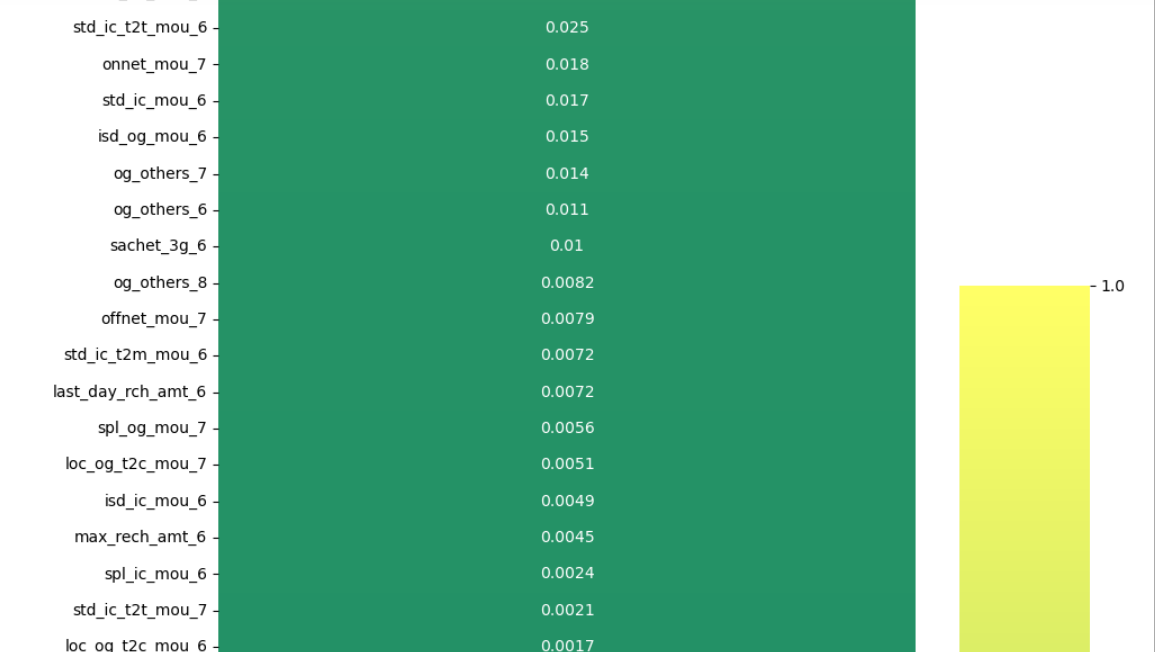 std_ic_t2t_mou_6 0.025
onnet_mou_7 0.018
std_ic_mou_6 0.017
isd_og_mou_6 0.015
og_others_7 0.014
og_others_6 0.011
sachet_3g_6 0.01
og_others_8 0.0082
1.0
offnet_mou_7 0.0079
std_ic_t2m_mou_6 0.0072
last_day_rch_amt_6 0.0072
spl_og_mou_7 0.0056
loc_og_t2c_mou_7 0.0051
isd_ic_mou_6 0.0049
max_rech_amt_6 0.0045
spl_ic_mou_6 0.0024
std_ic_t2t_mou_7 0.0021
loc_og_t2c_mou_6 0.0017